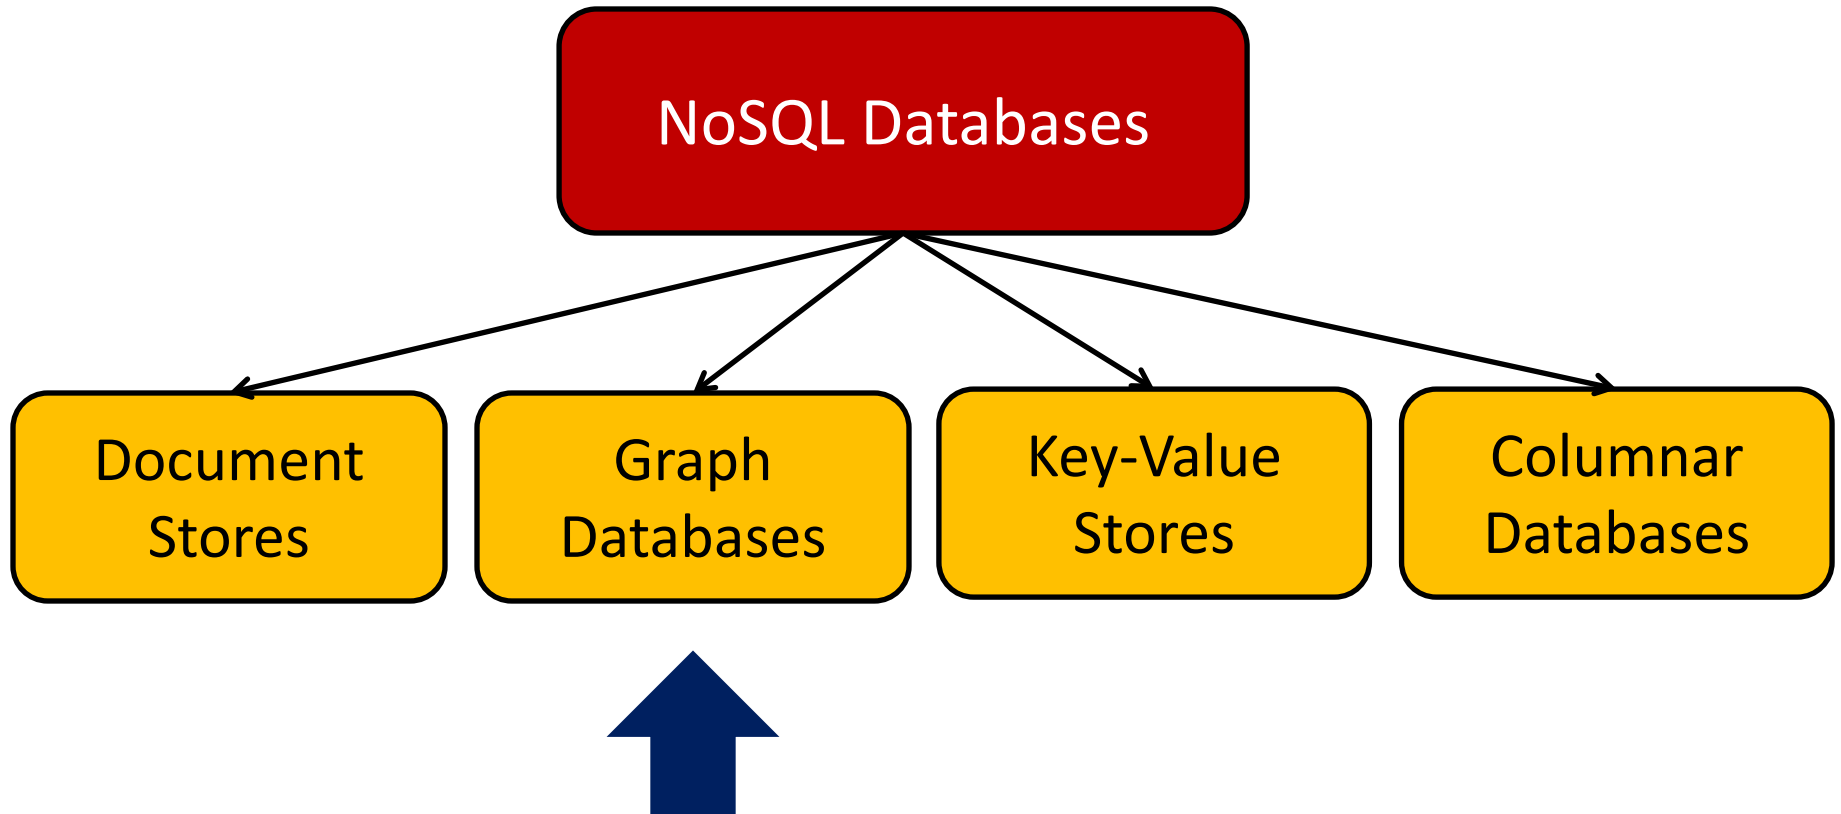 NoSQL Databases
Document
Stores
Graph
Databases
Key-Value
Stores
Columnar
Databases